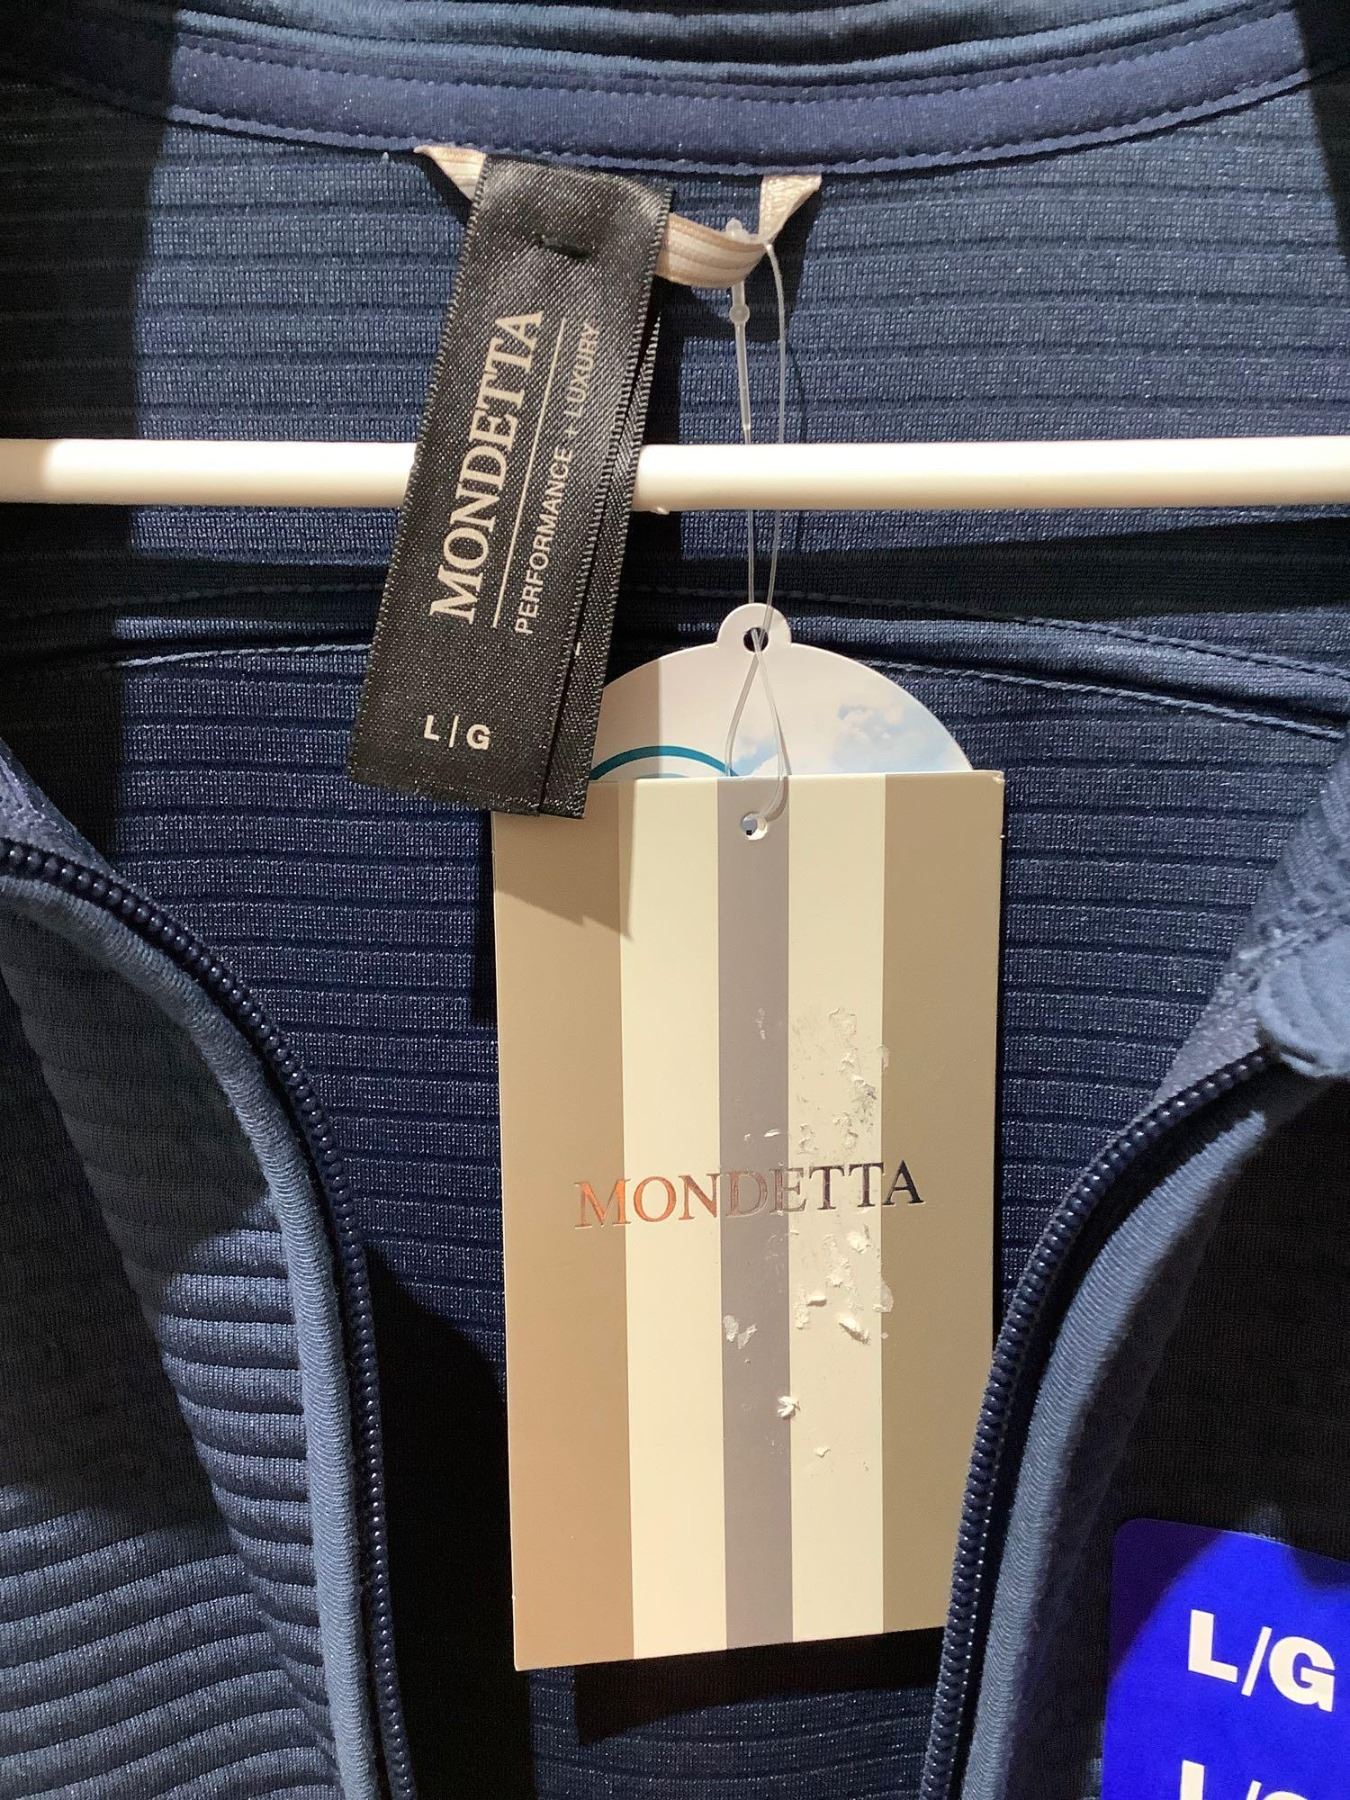 MONDETTA
PERFORMANCE + LUXURY
L|G
MONDETTA
L/G